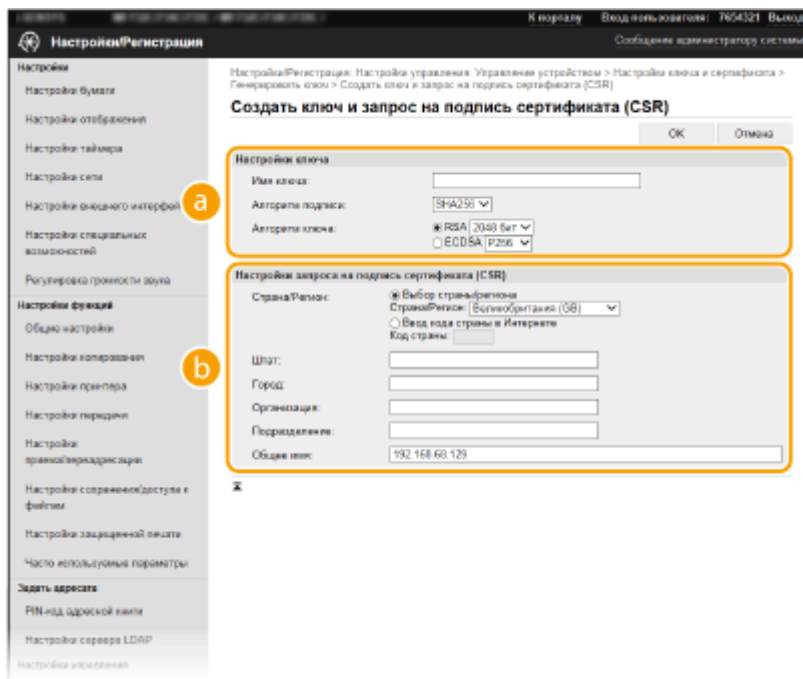 К порталу Вход пользователя: 7654321 Выход
Настройки/Регистрация
Сообщение администратору системы
Настройки
Настройки бумаги
Настройки отображения
Настройки таймера
Настройки сети
Настройки внешнего интерфей
Настройки специальных
возможностей
Регулировка громкости звука
Настройки функций
Общие настройки
Настройки копирования
Настройки принтера
Настройки передачи
Настройки
приема/переадресации
Настройки сохранения/доступа к
файлам
Настройки защищенной печати
Часто используемые параметры
Задать адресата
PIN-код адресной книги
Настройки сервера LDAP
Настройки управления
Настройки/Регистрация: Настройки управления: Управление устройством > Настройки ключа и сертификата >
Генерировать ключ > Создать ключ и запрос на подпись сертификата (CSR)
Создать ключ и запрос на подпись сертификата (CSR)
OK Отмена
a
Настройки ключа
Имя ключа:
Алгоритм подписи: SHA256
Алгоритм ключа: RSA 2048 бит
ECDSA P256
b
Настройки запроса на подпись сертификата (CSR)
Страна/Регион: Выбор страны/региона
Страна/Регион: Великобритания (GB)
Ввод кода страны в Интернете
Код страны:
Штат:
Город:
Организация:
Подразделение:
Общее имя: 192.168.68.129